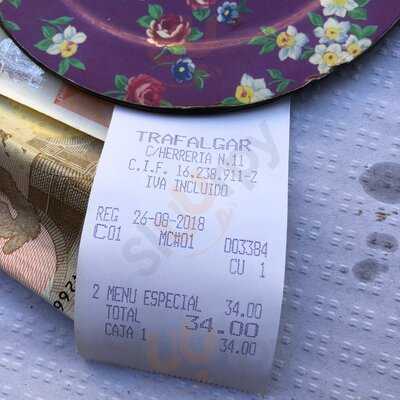 TRAFALGAR
C/HERRERIA N.11
C.I.F. 16.238.911-Z
IVA INCLUIDO
REG 26-08-2018
C01 MC#01 003384
CU 1
2 MENU ESPECIAL 34.00
TOTAL 34.00
CAJA 1 34.00